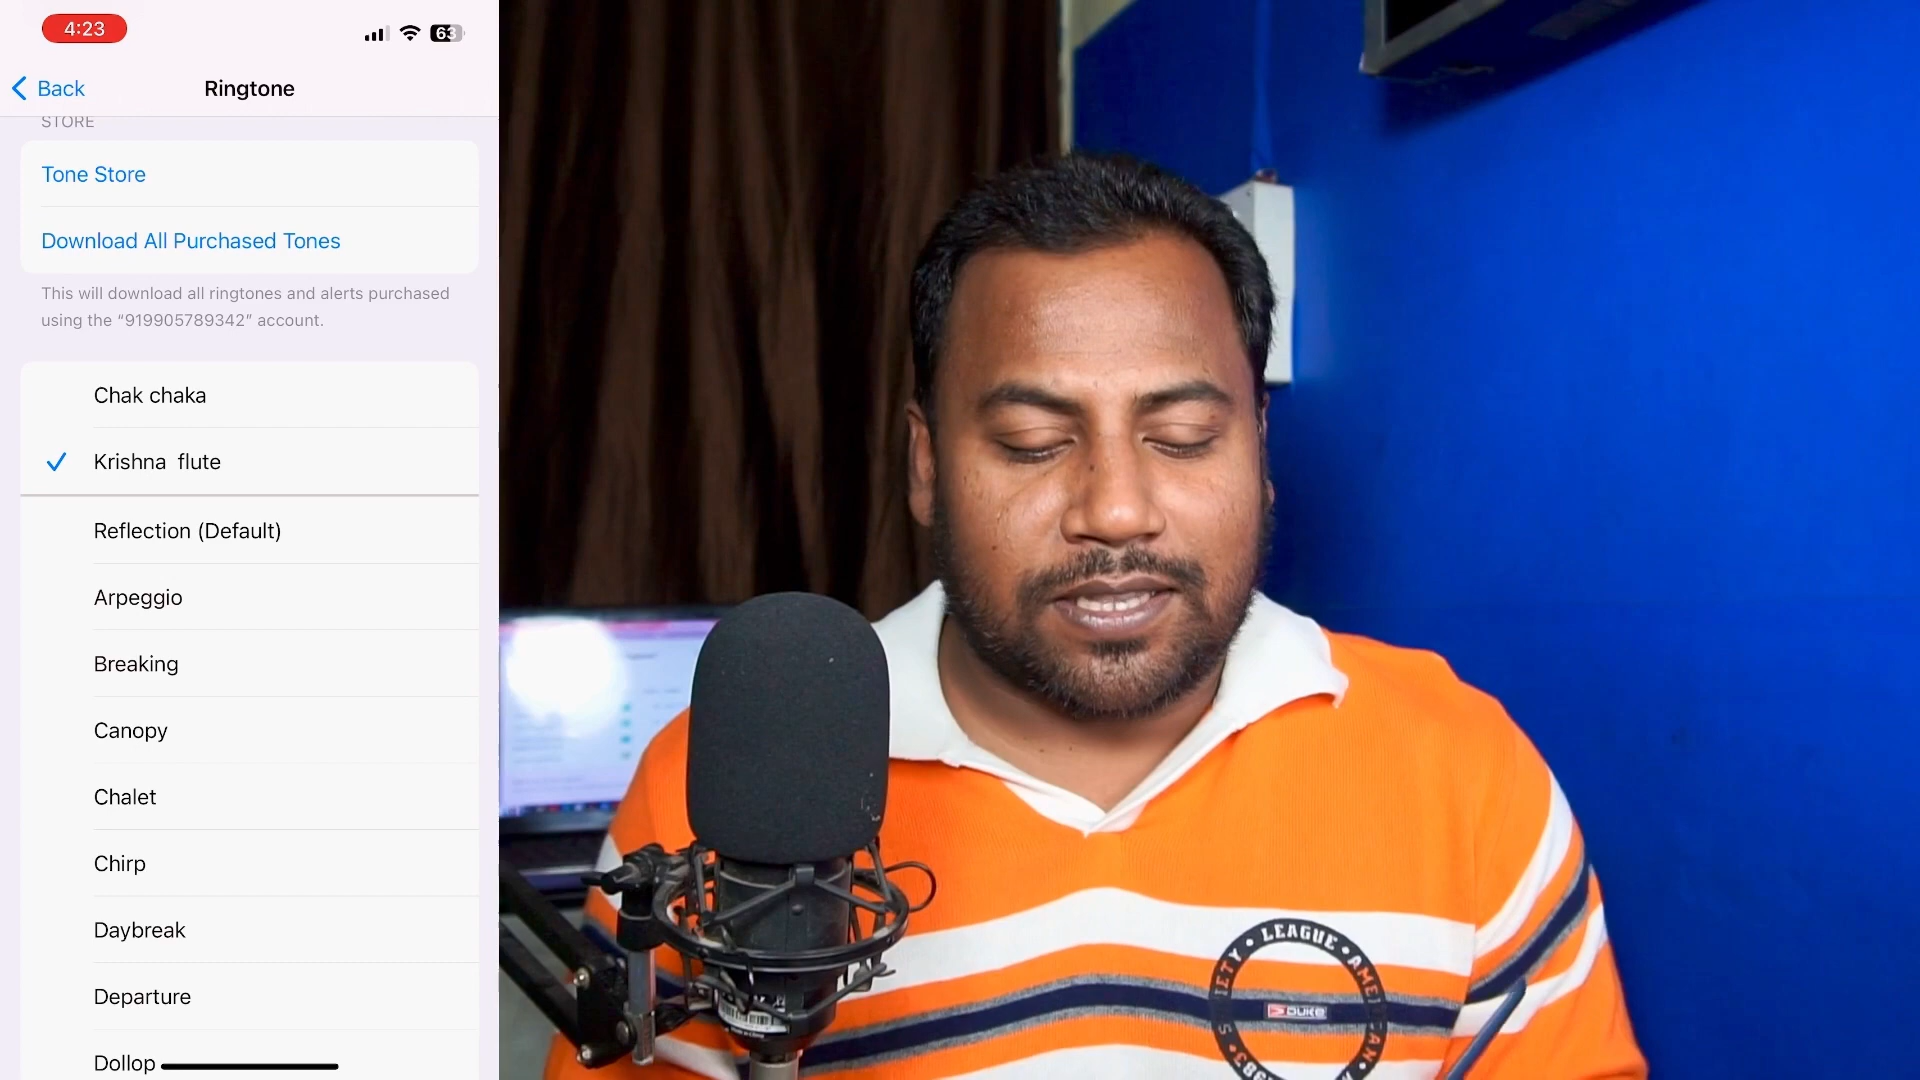 4:23
63
Back
Ringtone
STORE
Tone Store
Download All Purchased Tones
This will download all ringtones and alerts purchased
using the “919905789342” account.
Chak chaka
Krishna  flute
Reflection (Default)
Arpeggio
Breaking
Canopy
Chalet
Chirp
Daybreak
Departure
Dollop
LEAGUE
DUKE